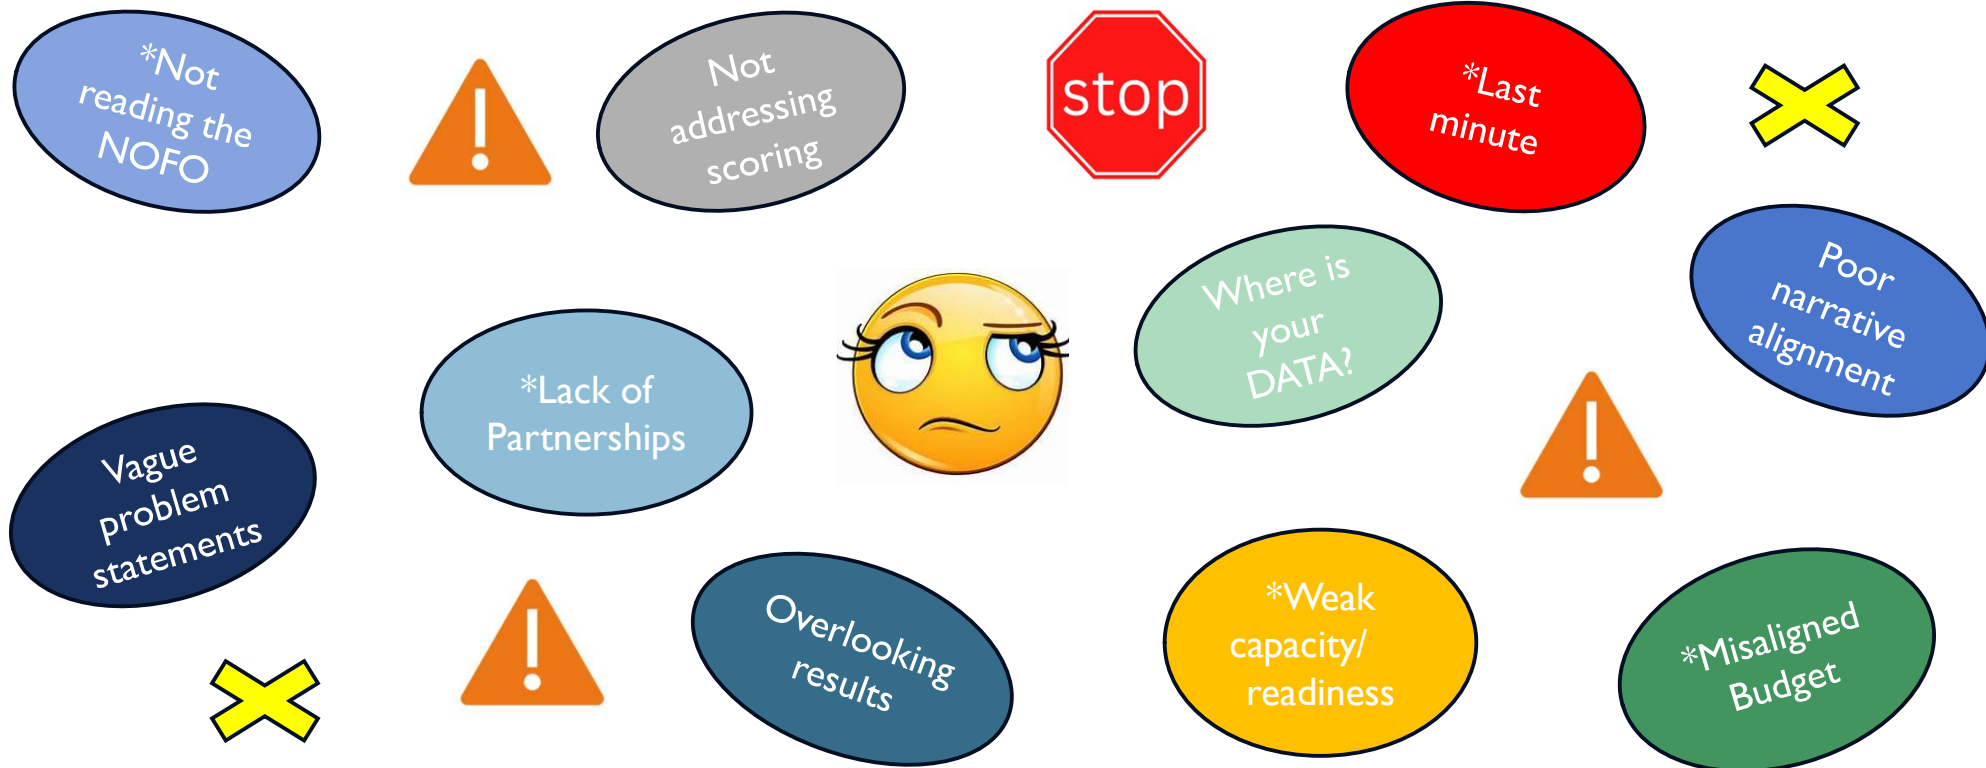 *Not
reading the
NOFO
Not
addressing
scoring
stop
*Last
minute
Where is
your
DATA?
Poor
narrative
alignment
*Lack of
Partnerships
Vague
problem
statements
Overlooking
results
*Weak
capacity/
readiness
*Misaligned
Budget